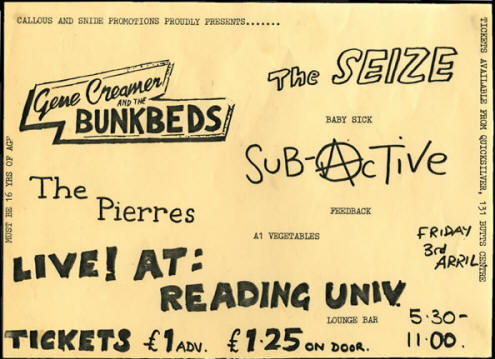 CALLOUS AND SNIDE PROMOTIONS PROUDLY PRESENTS.......
Gene Creamer
AND THE
BUNKBEDS
The SEIZE
BABY SICK
SUB-ACTIVE
The
Pierres
FEEDBACK
A1 VEGETABLES
FRIDAY
3rd
APRIL
LIVE! AT:
READING UNIV.
LOUNGE BAR
5·30-
11·00.
TICKETS £1 ADV. £1·25 ON DOOR.
MUST BE 16 YRS OF AGE
TICKETS AVAILABLE FROM QUICKSILVER, 131 BUTTS CENTRE